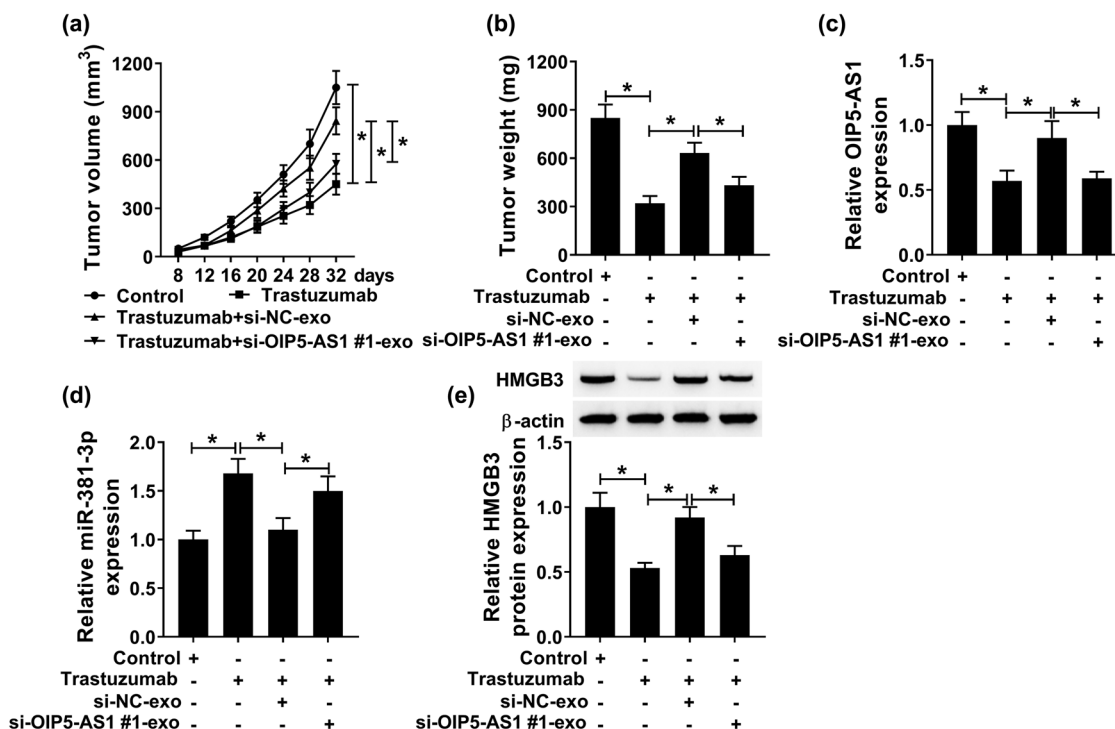 (a)
Tumor volume (mm3)
1200
900
600
300
0
8 12 16 20 24 28 32 days
* * *
Control Trastuzumab
Trastuzumab+si-NC-exo
Trastuzumab+si-OIP5-AS1 #1-exo
(b)
Tumor weight (mg)
1200
900
600
300
0
* * *
Control + - - -
Trastuzumab - + + +
si-NC-exo - - + -
si-OIP5-AS1 #1-exo - - - +
(c)
Relative OIP5-AS1
expression
1.5
1.0
0.5
0.0
* * *
Control + - - -
Trastuzumab - + + +
si-NC-exo - - + -
si-OIP5-AS1 #1-exo - - - +
(d)
Relative miR-381-3p
expression
2.0
1.5
1.0
0.5
0.0
* * *
Control + - - -
Trastuzumab - + + +
si-NC-exo - - + -
si-OIP5-AS1 #1-exo - - - +
(e)
HMGB3
β-actin
Relative HMGB3
protein expression
1.5
1.0
0.5
0.0
* * *
Control + - - -
Trastuzumab - + + +
si-NC-exo - - + -
si-OIP5-AS1 #1-exo - - - +